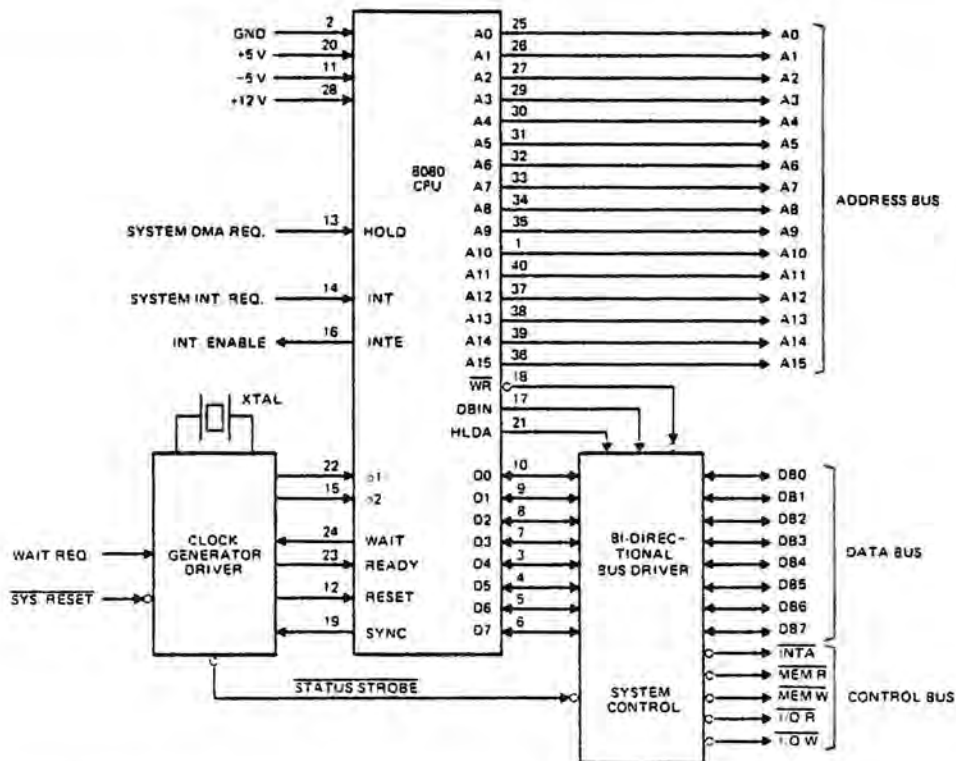 GND 2
+5 V 20
-5 V 11
+12 V 28
8080
CPU
A0 25 A0
A1 26 A1
A2 27 A2
A3 29 A3
A4 30 A4
A5 31 A5
A6 32 A6
A7 33 A7
A8 34 A8
A9 35 A9
A10 1 A10
A11 40 A11
A12 37 A12
A13 38 A13
A14 39 A14
A15 36 A15
ADDRESS BUS
SYSTEM DMA REQ. 13 HOLD
SYSTEM INT. REQ. 14 INT
INT. ENABLE 16 INTE
WR 18
DBIN 17
HLDA 21
XTAL
CLOCK
GENERATOR
DRIVER
WAIT REQ.
SYS. RESET
22 ø1
15 ø2
24 WAIT
23 READY
12 RESET
19 SYNC
STATUS STROBE
D0 10
D1 9
D2 8
D3 7
D4 3
D5 4
D6 5
D7 6
BI-DIREC-
TIONAL
BUS DRIVER
SYSTEM
CONTROL
DB0
DB1
DB2
DB3
DB4
DB5
DB6
DB7
DATA BUS
INTA
MEM R
MEM W
I/O R
I/O W
CONTROL BUS